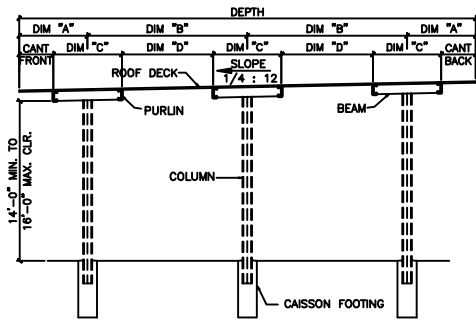 DEPTH
DIM "A" DIM "B" DIM "B" DIM "A"
CANT FRONT DIM "C" DIM "D" DIM "C" DIM "D" DIM "C" CANT BACK
ROOF DECK
SLOPE
1/4 : 12
PURLIN
BEAM
14'-0" MIN. TO
16'-0" MAX. CLR.
COLUMN
CAISSON FOOTING